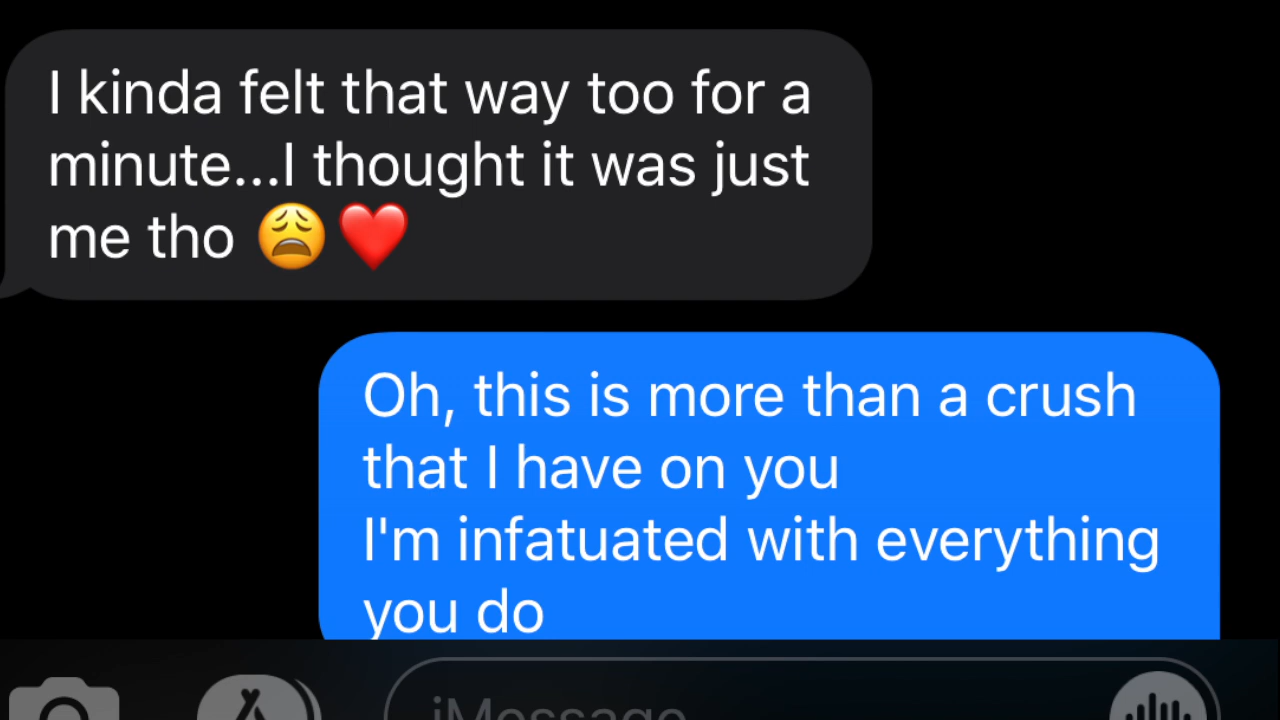 I kinda felt that way too for a
minute...I thought it was just
me tho 😩❤️
Oh, this is more than a crush
that I have on you
I'm infatuated with everything
you do
iMessage